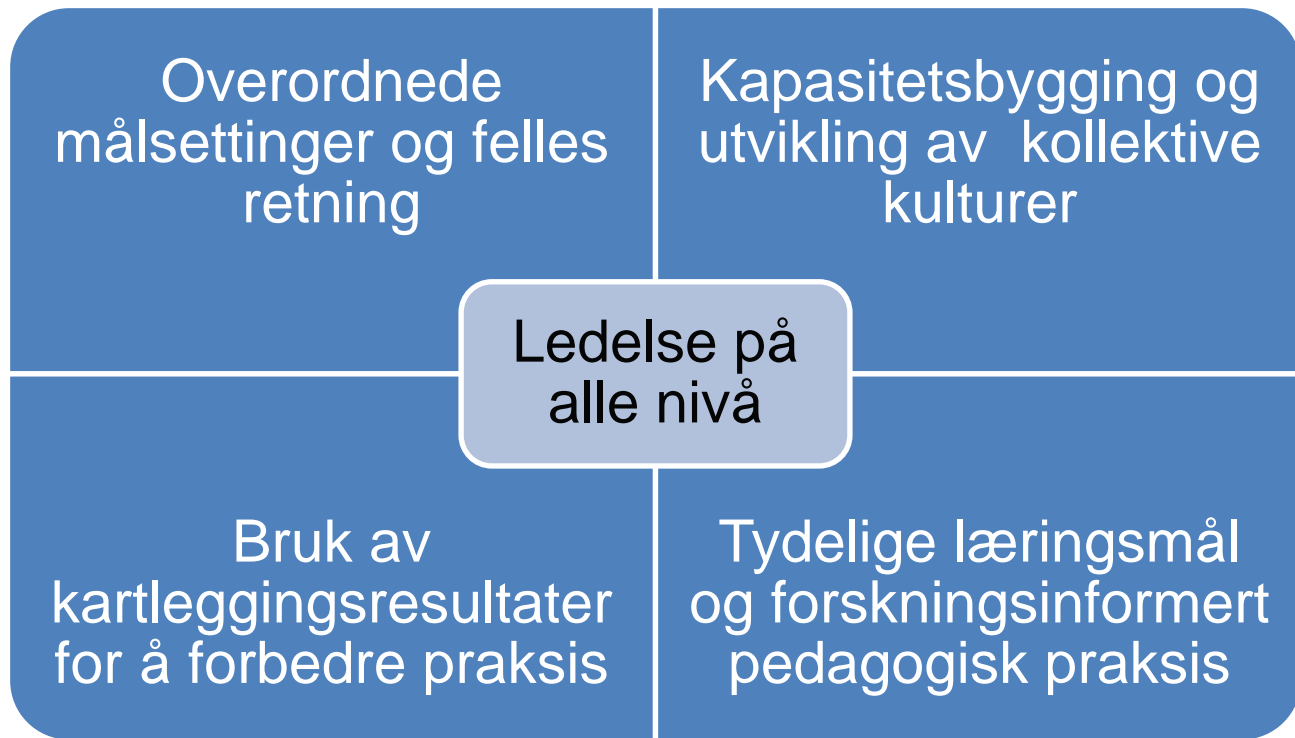 Overordnede
målsettinger og felles
retning
Kapasitetsbygging og
utvikling av  kollektive
kulturer
Ledelse på
alle nivå
Bruk av
kartleggingsresultater
for å forbedre praksis
Tydelige læringsmål
og forskningsinformert
pedagogisk praksis